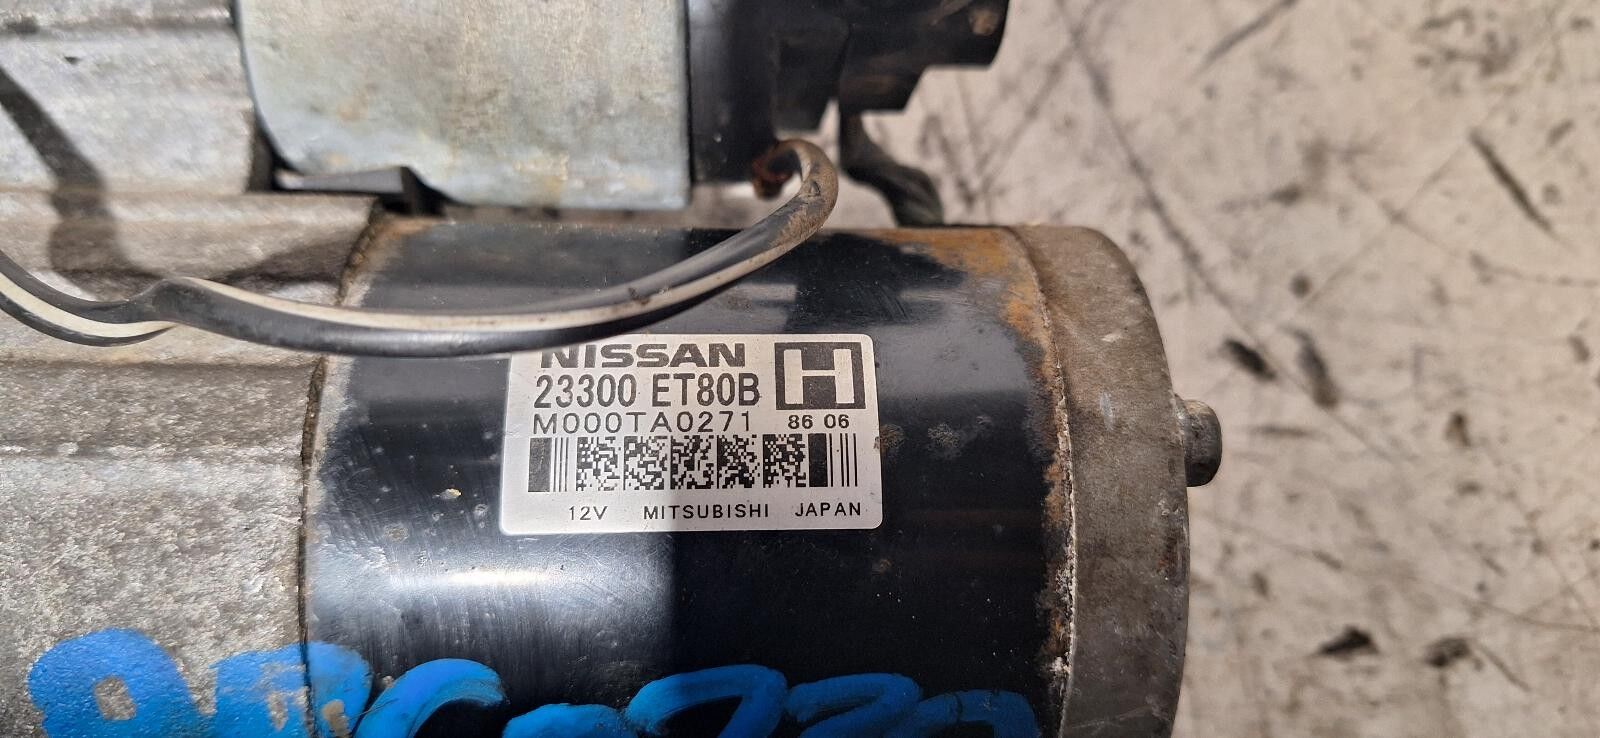 NISSAN H
23300 ET80B
M000TA0271 86 06
12V MITSUBISHI JAPAN